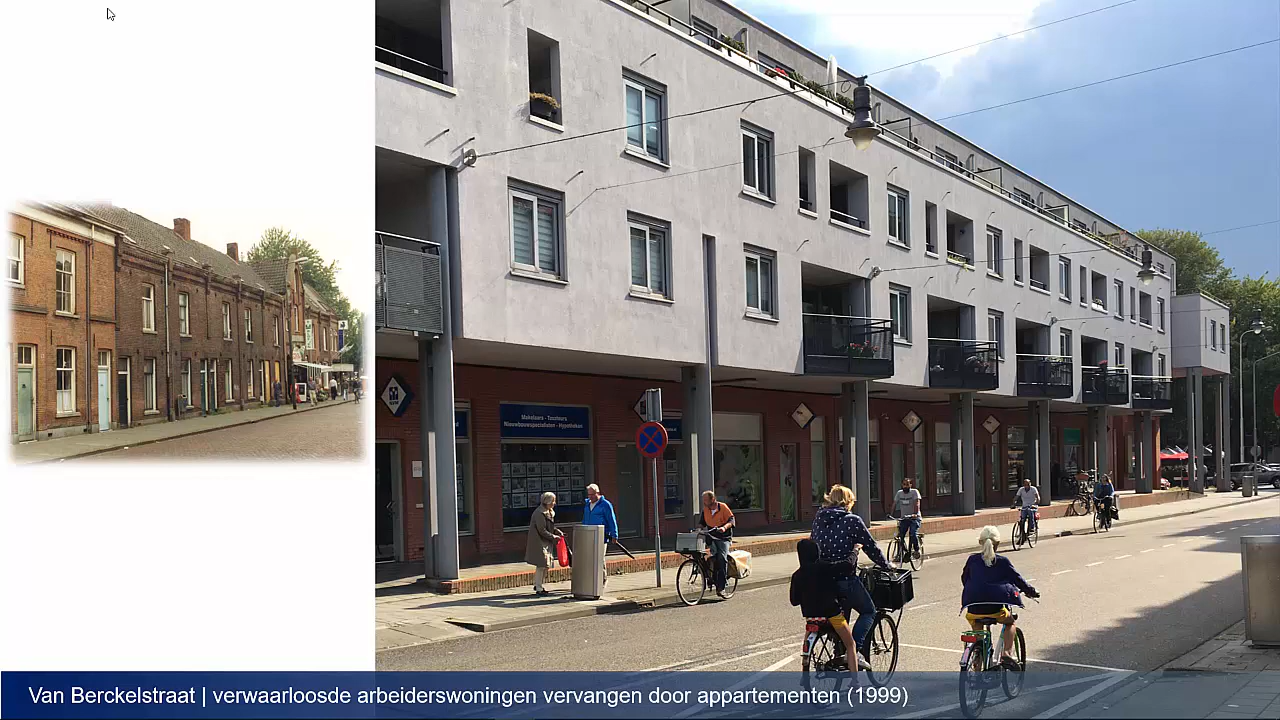 Makelaars - Taxateurs
Nieuwbouwspecialisten - Hypotheken
Van Berckelstraat | verwaarloosde arbeiderswoningen vervangen door appartementen (1999)